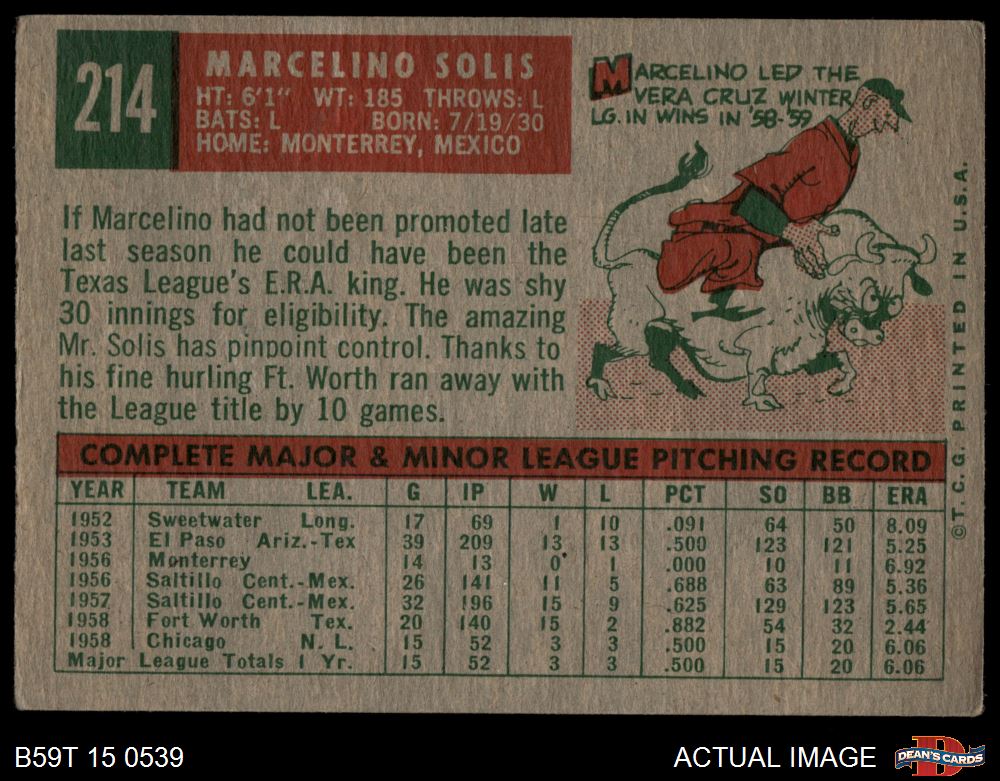 214
MARCELINO SOLIS
HT: 6'1" WT: 185 THROWS: L
BATS: L BORN: 7/19/30
HOME: MONTERREY, MEXICO
MARCELINO LED THE
VERA CRUZ WINTER
LG. IN WINS IN '58-'59
If Marcelino had not been promoted late
last season he could have been the
Texas League's E.R.A. king. He was shy
30 innings for eligibility. The amazing
Mr. Solis has pinpoint control. Thanks to
his fine hurling Ft. Worth ran away with
the League title by 10 games.
©T.C.G. PRINTED IN U.S.A.
COMPLETE MAJOR & MINOR LEAGUE PITCHING RECORD
YEAR TEAM LEA. G IP W L PCT SO BB ERA
1952 Sweetwater Long. 17 69 1 10 .091 64 50 8.09
1953 El Paso Ariz.-Tex 39 209 13 13 .500 123 121 5.25
1956 Monterrey 14 13 0 1 .000 10 11 6.92
1956 Saltillo Cent.-Mex. 26 141 11 5 .688 63 89 5.36
1957 Saltillo Cent.-Mex. 32 196 15 9 .625 129 123 5.65
1958 Fort Worth Tex. 20 140 15 2 .882 54 32 2.44
1958 Chicago N. L. 15 52 3 3 .500 15 20 6.06
Major League Totals 1 Yr. 15 52 3 3 .500 15 20 6.06
B59T 15 0539
ACTUAL IMAGE
D
DEAN'S CARDS